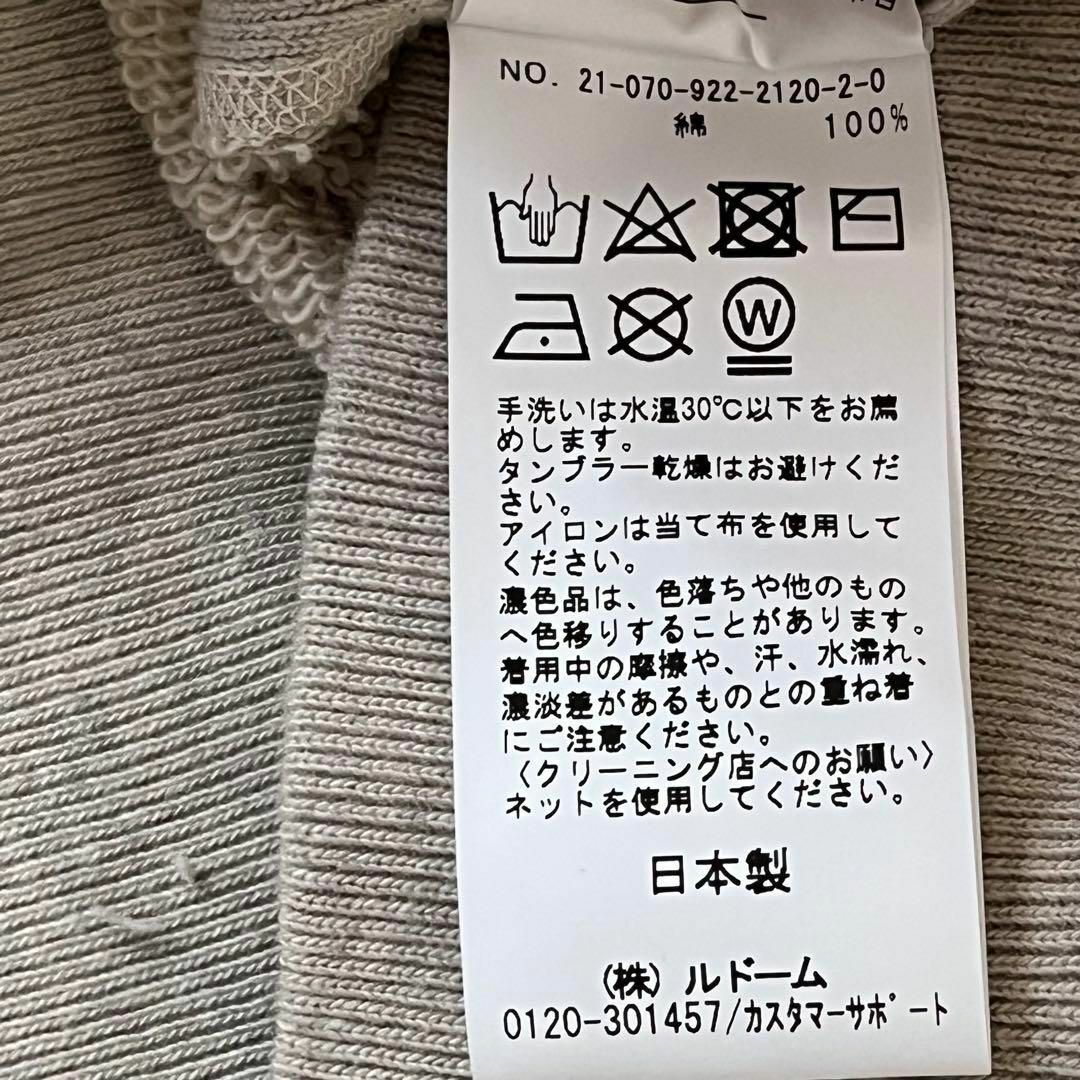 NO. 21-070-922-2120-2-0
綿 100%
W
手洗いは水温30℃以下をお薦
めします。
タンブラー乾燥はお避けくだ
さい。
アイロンは当て布を使用して
ください。
濃色品は、色落ちや他のもの
へ色移りすることがあります。
着用中の摩擦や、汗、水濡れ、
濃淡差があるものとの重ね着
にご注意ください。
〈クリーニング店へのお願い〉
ネットを使用してください。
日本製
(株) ルドーム
0120-301457/カスタマーサポート